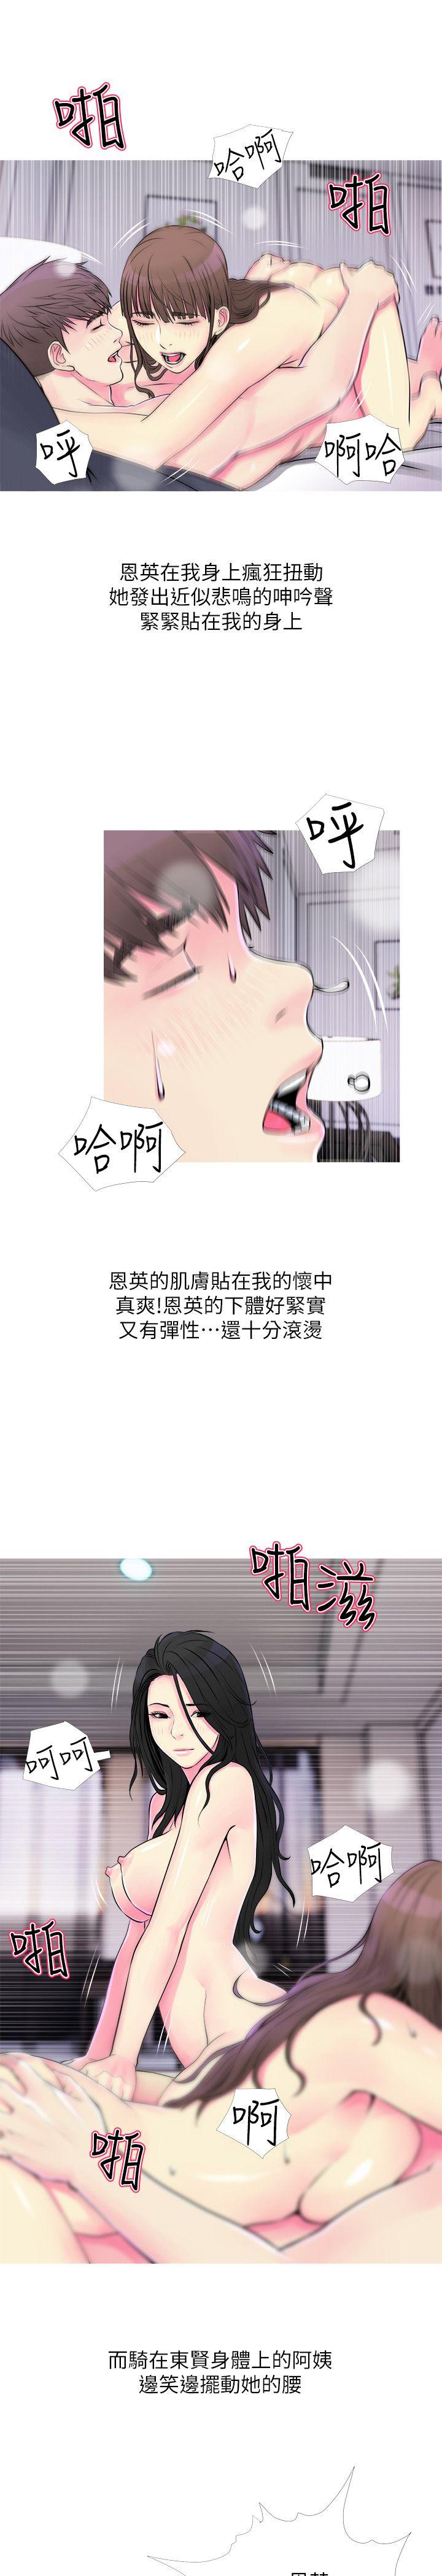 啪
哈啊
啪
呼
啊哈
恩英在我身上瘋狂扭動
她發出近似悲鳴的呻吟聲
緊緊貼在我的身上
呼
哈啊
恩英的肌膚貼在我的懷中
真爽!恩英的下體好緊實
又有彈性⋯還十分滾燙
啪滋
呵呵
哈啊
啪
啊
啪
而騎在東賢身體上的阿姨
邊笑邊擺動她的腰